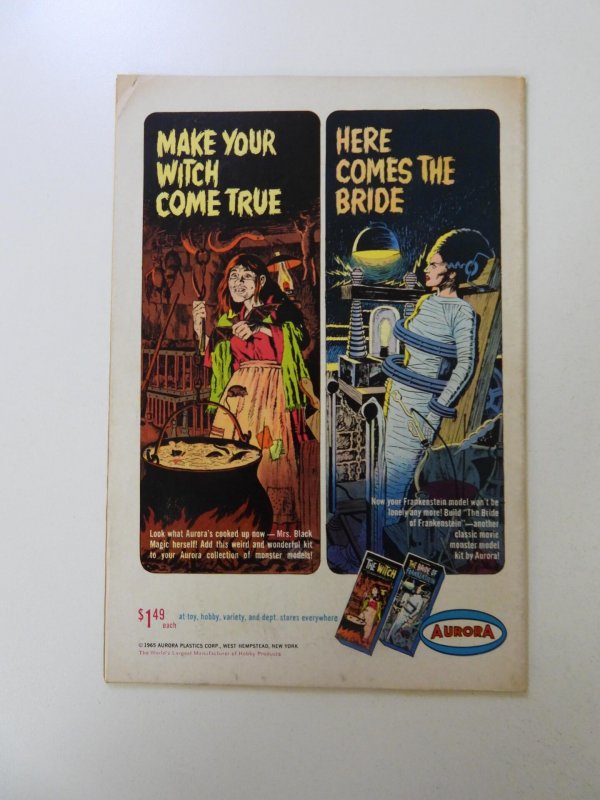 MAKE YOUR
WITCH
COME TRUE
Look what Aurora's cooked up now — Mrs. Black
Magic herself! Add this weird and wonderful kit
to your Aurora collection of monster models!
HERE
COMES THE
BRIDE
Now your Frankenstein model won't be
lonely any more! Build "The Bride
of Frankenstein"—another
classic movie
monster model
kit by Aurora!
THE WITCH
THE BRIDE OF
FRANKENSTEIN
$1.49
each
at toy, hobby, variety, and dept. stores everywhere
AURORA
© 1965 AURORA PLASTICS CORP., WEST HEMPSTEAD, NEW YORK
The World's Largest Manufacturer of Hobby Products